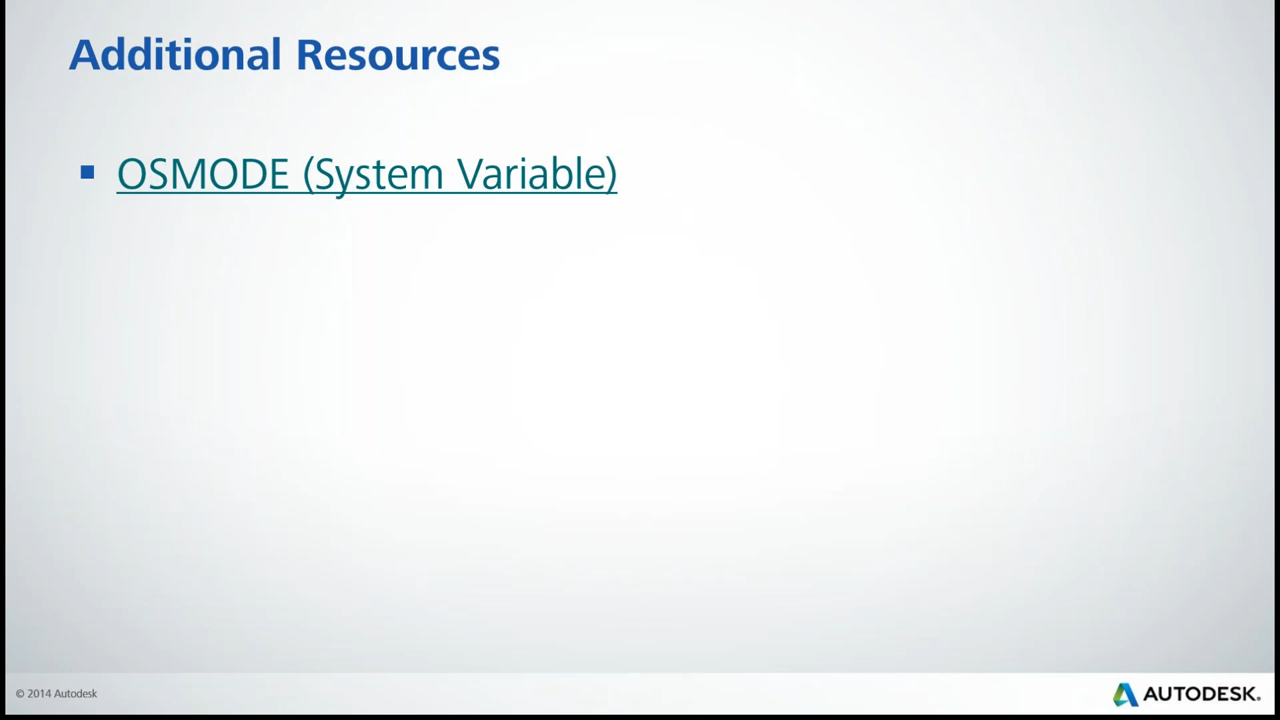 Additional Resources
▪ OSMODE (System Variable)
© 2014 Autodesk
AUTODESK.